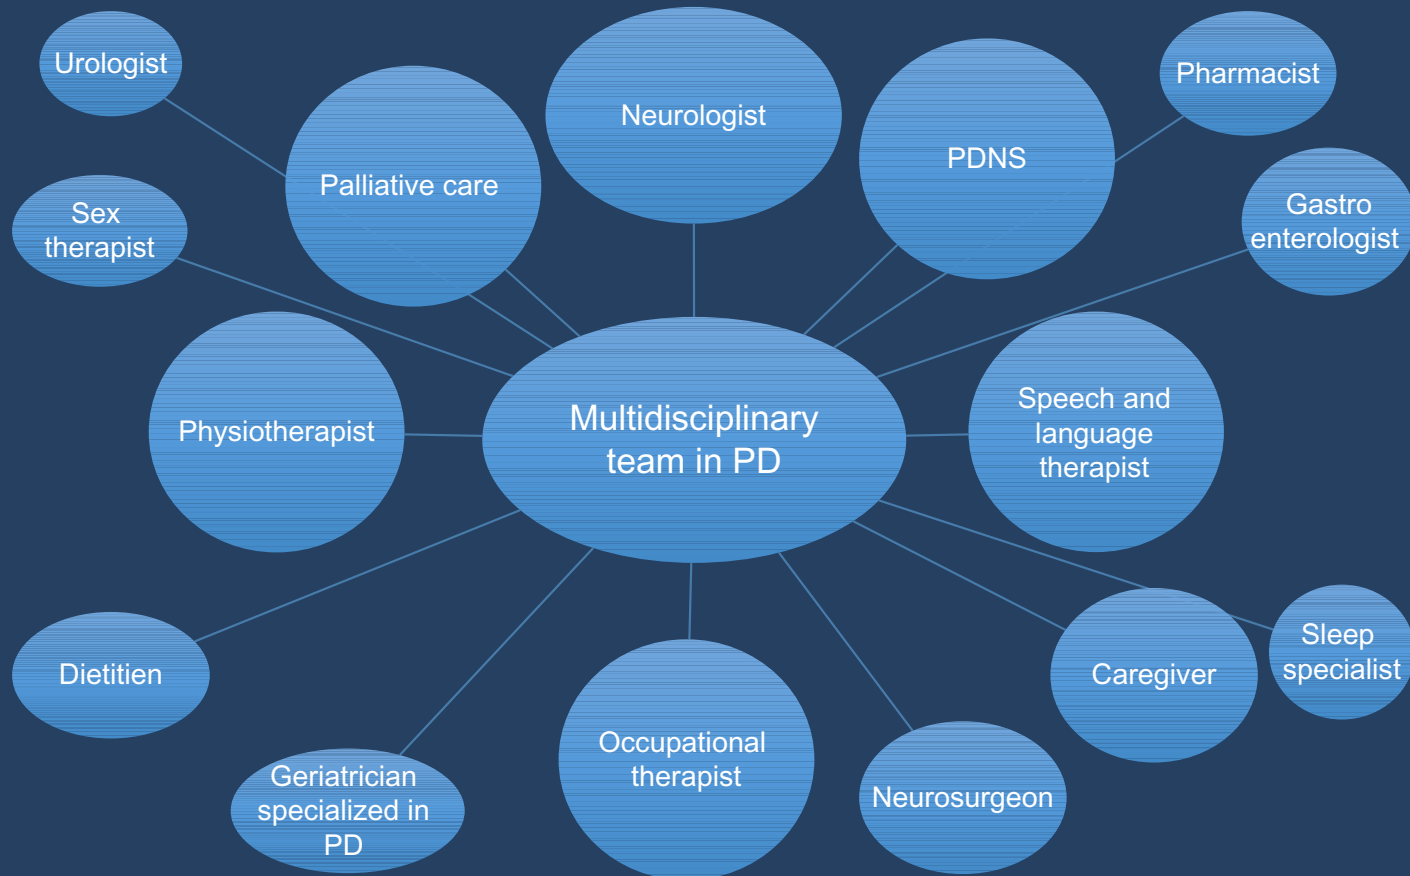 Urologist
Neurologist
Pharmacist
PDNS
Palliative care
Sex
therapist
Gastro
enterologist
Multidisciplinary
team in PD
Physiotherapist
Speech and
language
therapist
Dietitien
Caregiver
Sleep
specialist
Geriatrician
specialized in
PD
Occupational
therapist
Neurosurgeon